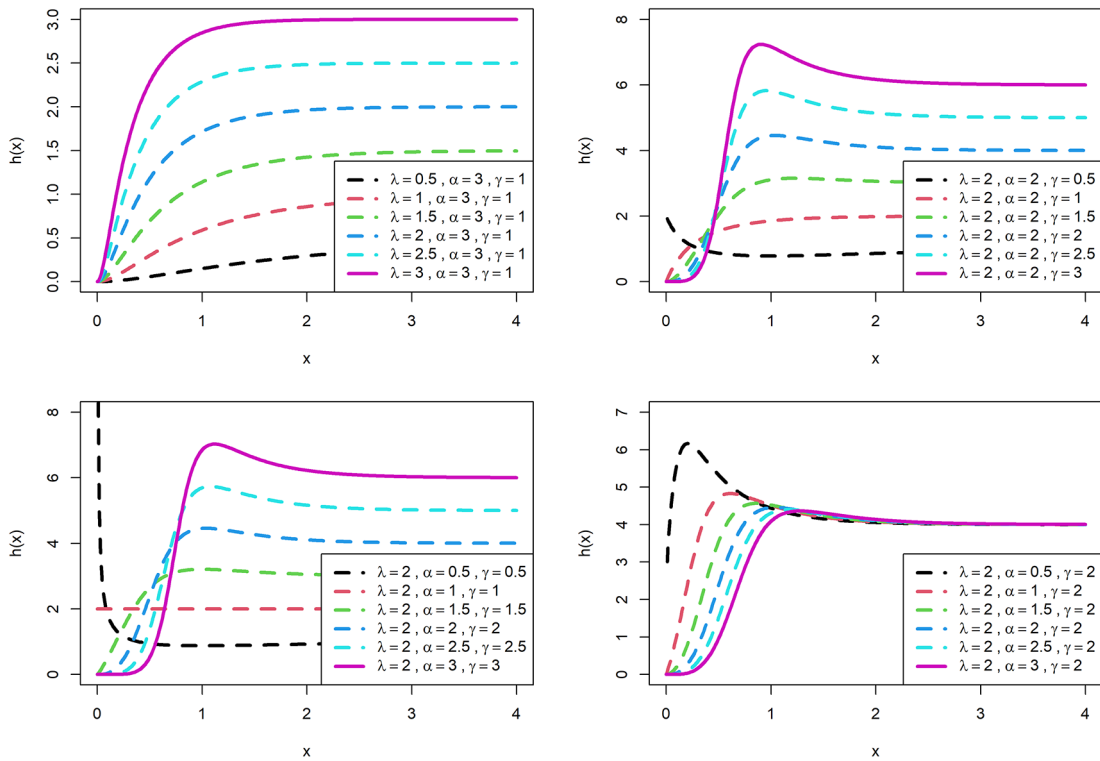 3.0
2.5
2.0
1.5
1.0
0.5
0.0
h(x)
λ=0.5 , α=3 , γ=1
λ=1 , α=3 , γ=1
λ=1.5 , α=3 , γ=1
λ=2 , α=3 , γ=1
λ=2.5 , α=3 , γ=1
λ=3 , α=3 , γ=1
0 1 2 3 4
x
8
6
4
2
0
h(x)
λ=2 , α=2 , γ=0.5
λ=2 , α=2 , γ=1
λ=2 , α=2 , γ=1.5
λ=2 , α=2 , γ=2
λ=2 , α=2 , γ=2.5
λ=2 , α=2 , γ=3
0 1 2 3 4
x
8
6
4
2
0
h(x)
λ=2 , α=0.5 , γ=0.5
λ=2 , α=1 , γ=1
λ=2 , α=1.5 , γ=1.5
λ=2 , α=2 , γ=2
λ=2 , α=2.5 , γ=2.5
λ=2 , α=3 , γ=3
0 1 2 3 4
x
7
6
5
4
3
2
1
0
h(x)
λ=2 , α=0.5 , γ=2
λ=2 , α=1 , γ=2
λ=2 , α=1.5 , γ=2
λ=2 , α=2 , γ=2
λ=2 , α=2.5 , γ=2
λ=2 , α=3 , γ=2
0 1 2 3 4
x